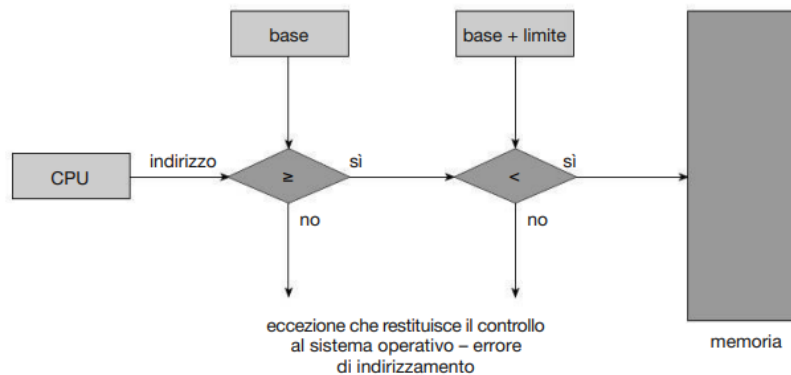 base
base + limite
CPU
indirizzo
≥
sì
<
sì
no
no
eccezione che restituisce il controllo
al sistema operativo – errore
di indirizzamento
memoria